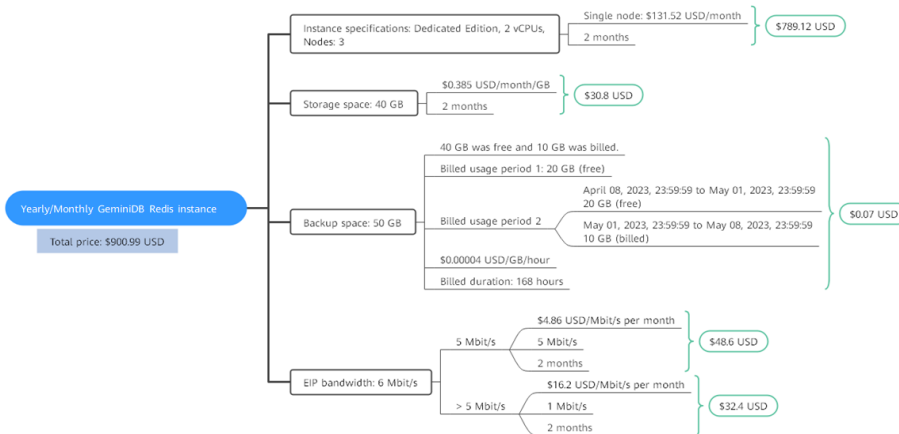 Single node: $131.52 USD/month
Instance specifications: Dedicated Edition, 2 vCPUs,
Nodes: 3
2 months
$789.12 USD
$0.385 USD/month/GB
Storage space: 40 GB
2 months
$30.8 USD
40 GB was free and 10 GB was billed.
Billed usage period 1: 20 GB (free)
April 08, 2023, 23:59:59 to May 01, 2023, 23:59:59
20 GB (free)
Yearly/Monthly GeminiDB Redis instance
Total price: $900.99 USD
Backup space: 50 GB
Billed usage period 2
May 01, 2023, 23:59:59 to May 08, 2023, 23:59:59
10 GB (billed)
$0.07 USD
$0.00004 USD/GB/hour
Billed duration: 168 hours
$4.86 USD/Mbit/s per month
5 Mbit/s
5 Mbit/s
2 months
$48.6 USD
EIP bandwidth: 6 Mbit/s
$16.2 USD/Mbit/s per month
> 5 Mbit/s
1 Mbit/s
2 months
$32.4 USD